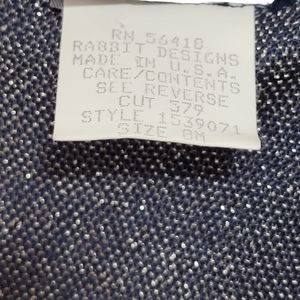 RN 56418
RABBIT DESIGNS
MADE IN U.S.A.
CARE/CONTENTS
SEE REVERSE
CUT 579
STYLE 1539071
SIZE 8M